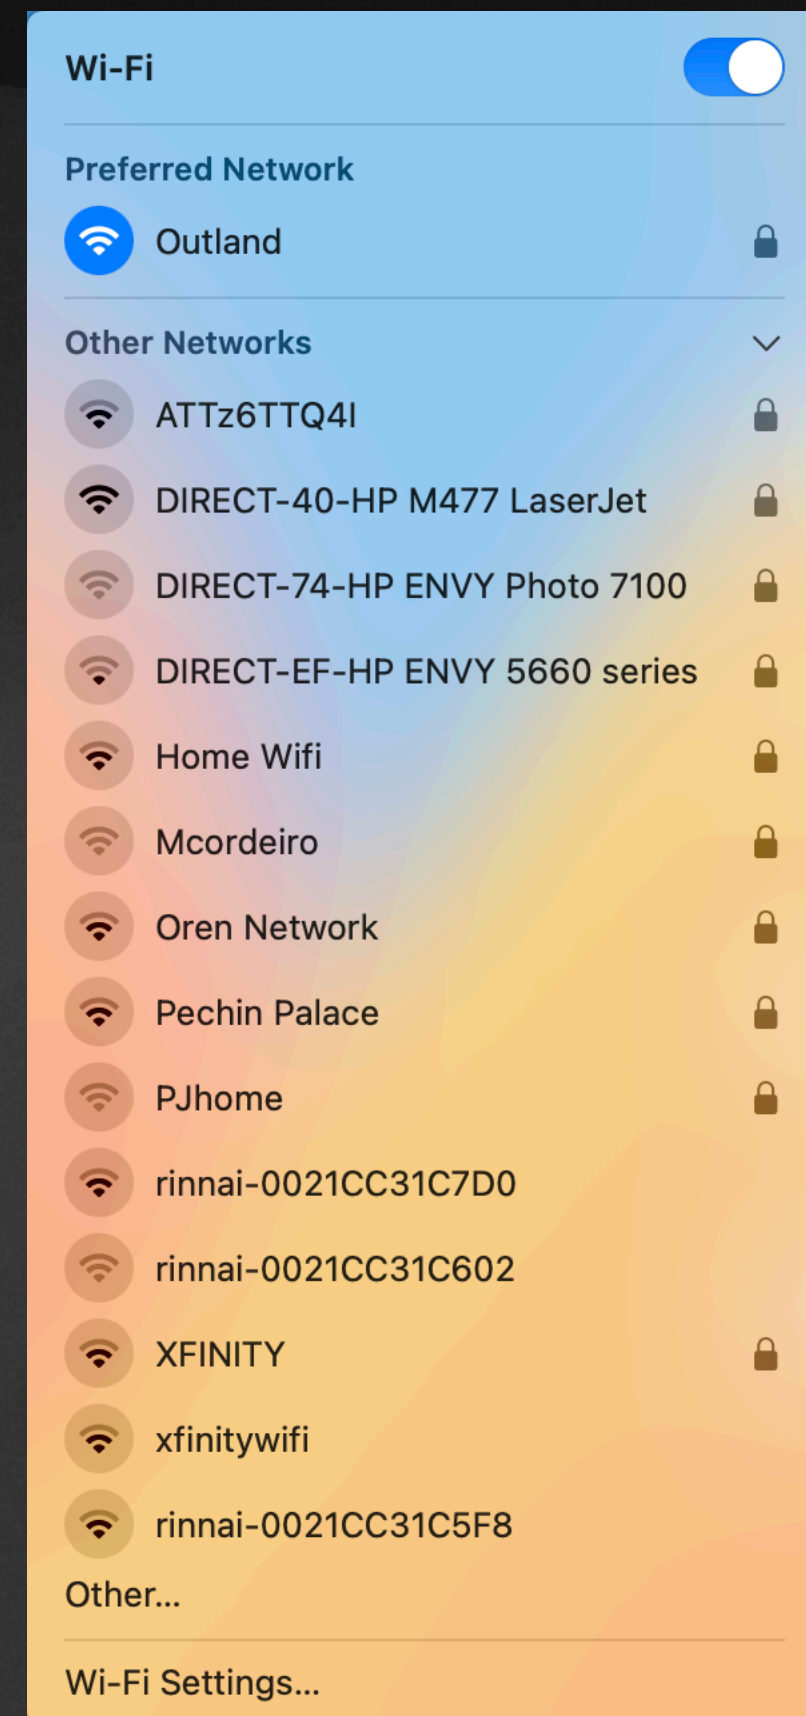 Wi-Fi
Preferred Network
Outland
Other Networks
ATTz6TTQ4I
DIRECT-40-HP M477 LaserJet
DIRECT-74-HP ENVY Photo 7100
DIRECT-EF-HP ENVY 5660 series
Home Wifi
Mcordeiro
Oren Network
Pechin Palace
PJhome
rinnai-0021CC31C7D0
rinnai-0021CC31C602
XFINITY
xfinitywifi
rinnai-0021CC31C5F8
Other...
Wi-Fi Settings...